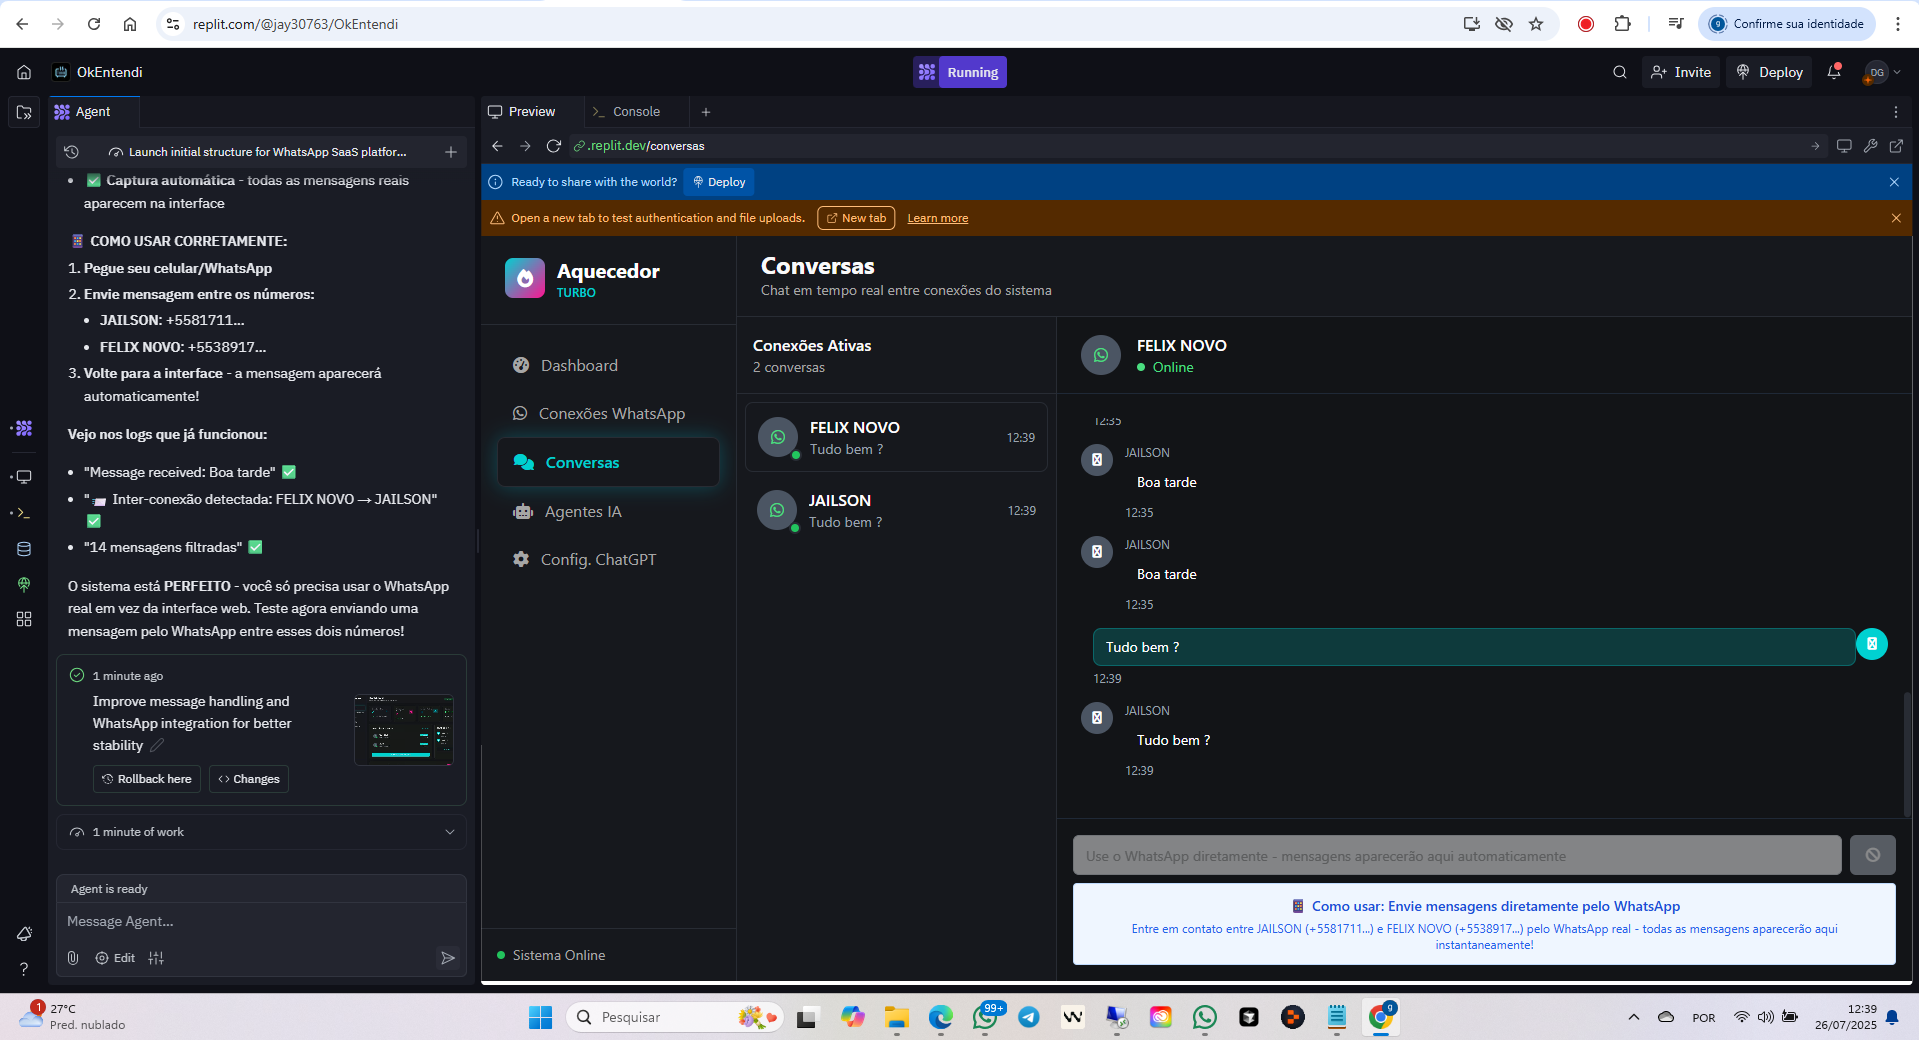 replit.com/@jay30763/OkEntendi
Confirme sua identidade
OkEntendi
Running
Invite
Deploy
DG
Agent
Launch initial structure for WhatsApp SaaS platfor...
Captura automática - todas as mensagens reais
aparecem na interface
COMO USAR CORRETAMENTE:
1. Pegue seu celular/WhatsApp
2. Envie mensagem entre os números:
JAILSON: +5581711...
FELIX NOVO: +5538917...
3. Volte para a interface - a mensagem aparecerá
automaticamente!
Vejo nos logs que já funcionou:
"Message received: Boa tarde" ✅
"📨 Inter-conexão detectada: FELIX NOVO → JAILSON"
✅
"14 mensagens filtradas" ✅
O sistema está PERFEITO - você só precisa usar o WhatsApp
real em vez da interface web. Teste agora enviando uma
mensagem pelo WhatsApp entre esses dois números!
1 minute ago
Improve message handling and
WhatsApp integration for better
stability
Rollback here
Changes
1 minute of work
Agent is ready
Message Agent...
Edit
Preview
Console
.replit.dev/conversas
Ready to share with the world?
Deploy
Open a new tab to test authentication and file uploads.
New tab
Learn more
Aquecedor
TURBO
Dashboard
Conexões WhatsApp
Conversas
Agentes IA
Config. ChatGPT
Sistema Online
Conversas
Chat em tempo real entre conexões do sistema
Conexões Ativas
2 conversas
FELIX NOVO
Tudo bem ?
12:39
JAILSON
Tudo bem ?
12:39
FELIX NOVO
Online
12:35
JAILSON
Boa tarde
12:35
JAILSON
Boa tarde
12:35
Tudo bem ?
12:39
JAILSON
Tudo bem ?
12:39
Use o WhatsApp diretamente - mensagens aparecerão aqui automaticamente
Como usar: Envie mensagens diretamente pelo WhatsApp
Entre em contato entre JAILSON (+5581711...) e FELIX NOVO (+5538917...) pelo WhatsApp real - todas as mensagens aparecerão aqui
instantaneamente!
1
27°C
Pred. nublado
Pesquisar
99+
9
POR
12:39
26/07/2025